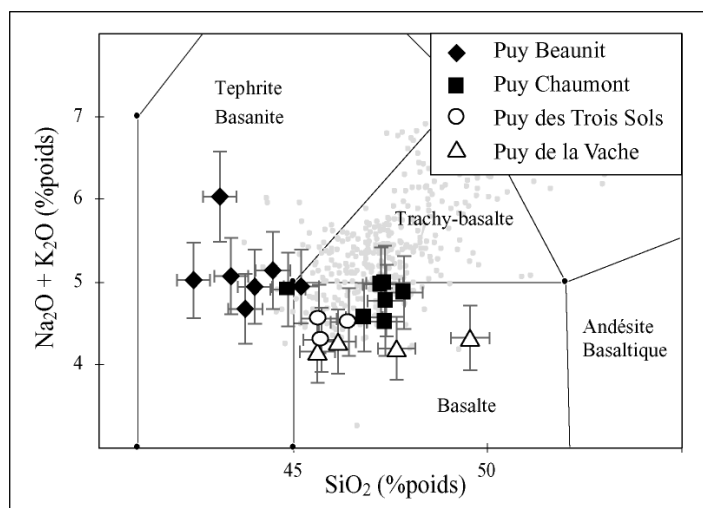 Puy Beaunit
Puy Chaumont
Puy des Trois Sols
Puy de la Vache
Tephrite
Basanite
Trachy-basalte
Andésite
Basaltique
Basalte
7
6
5
4
Na₂O + K₂O (%poids)
45
50
SiO₂ (%poids)